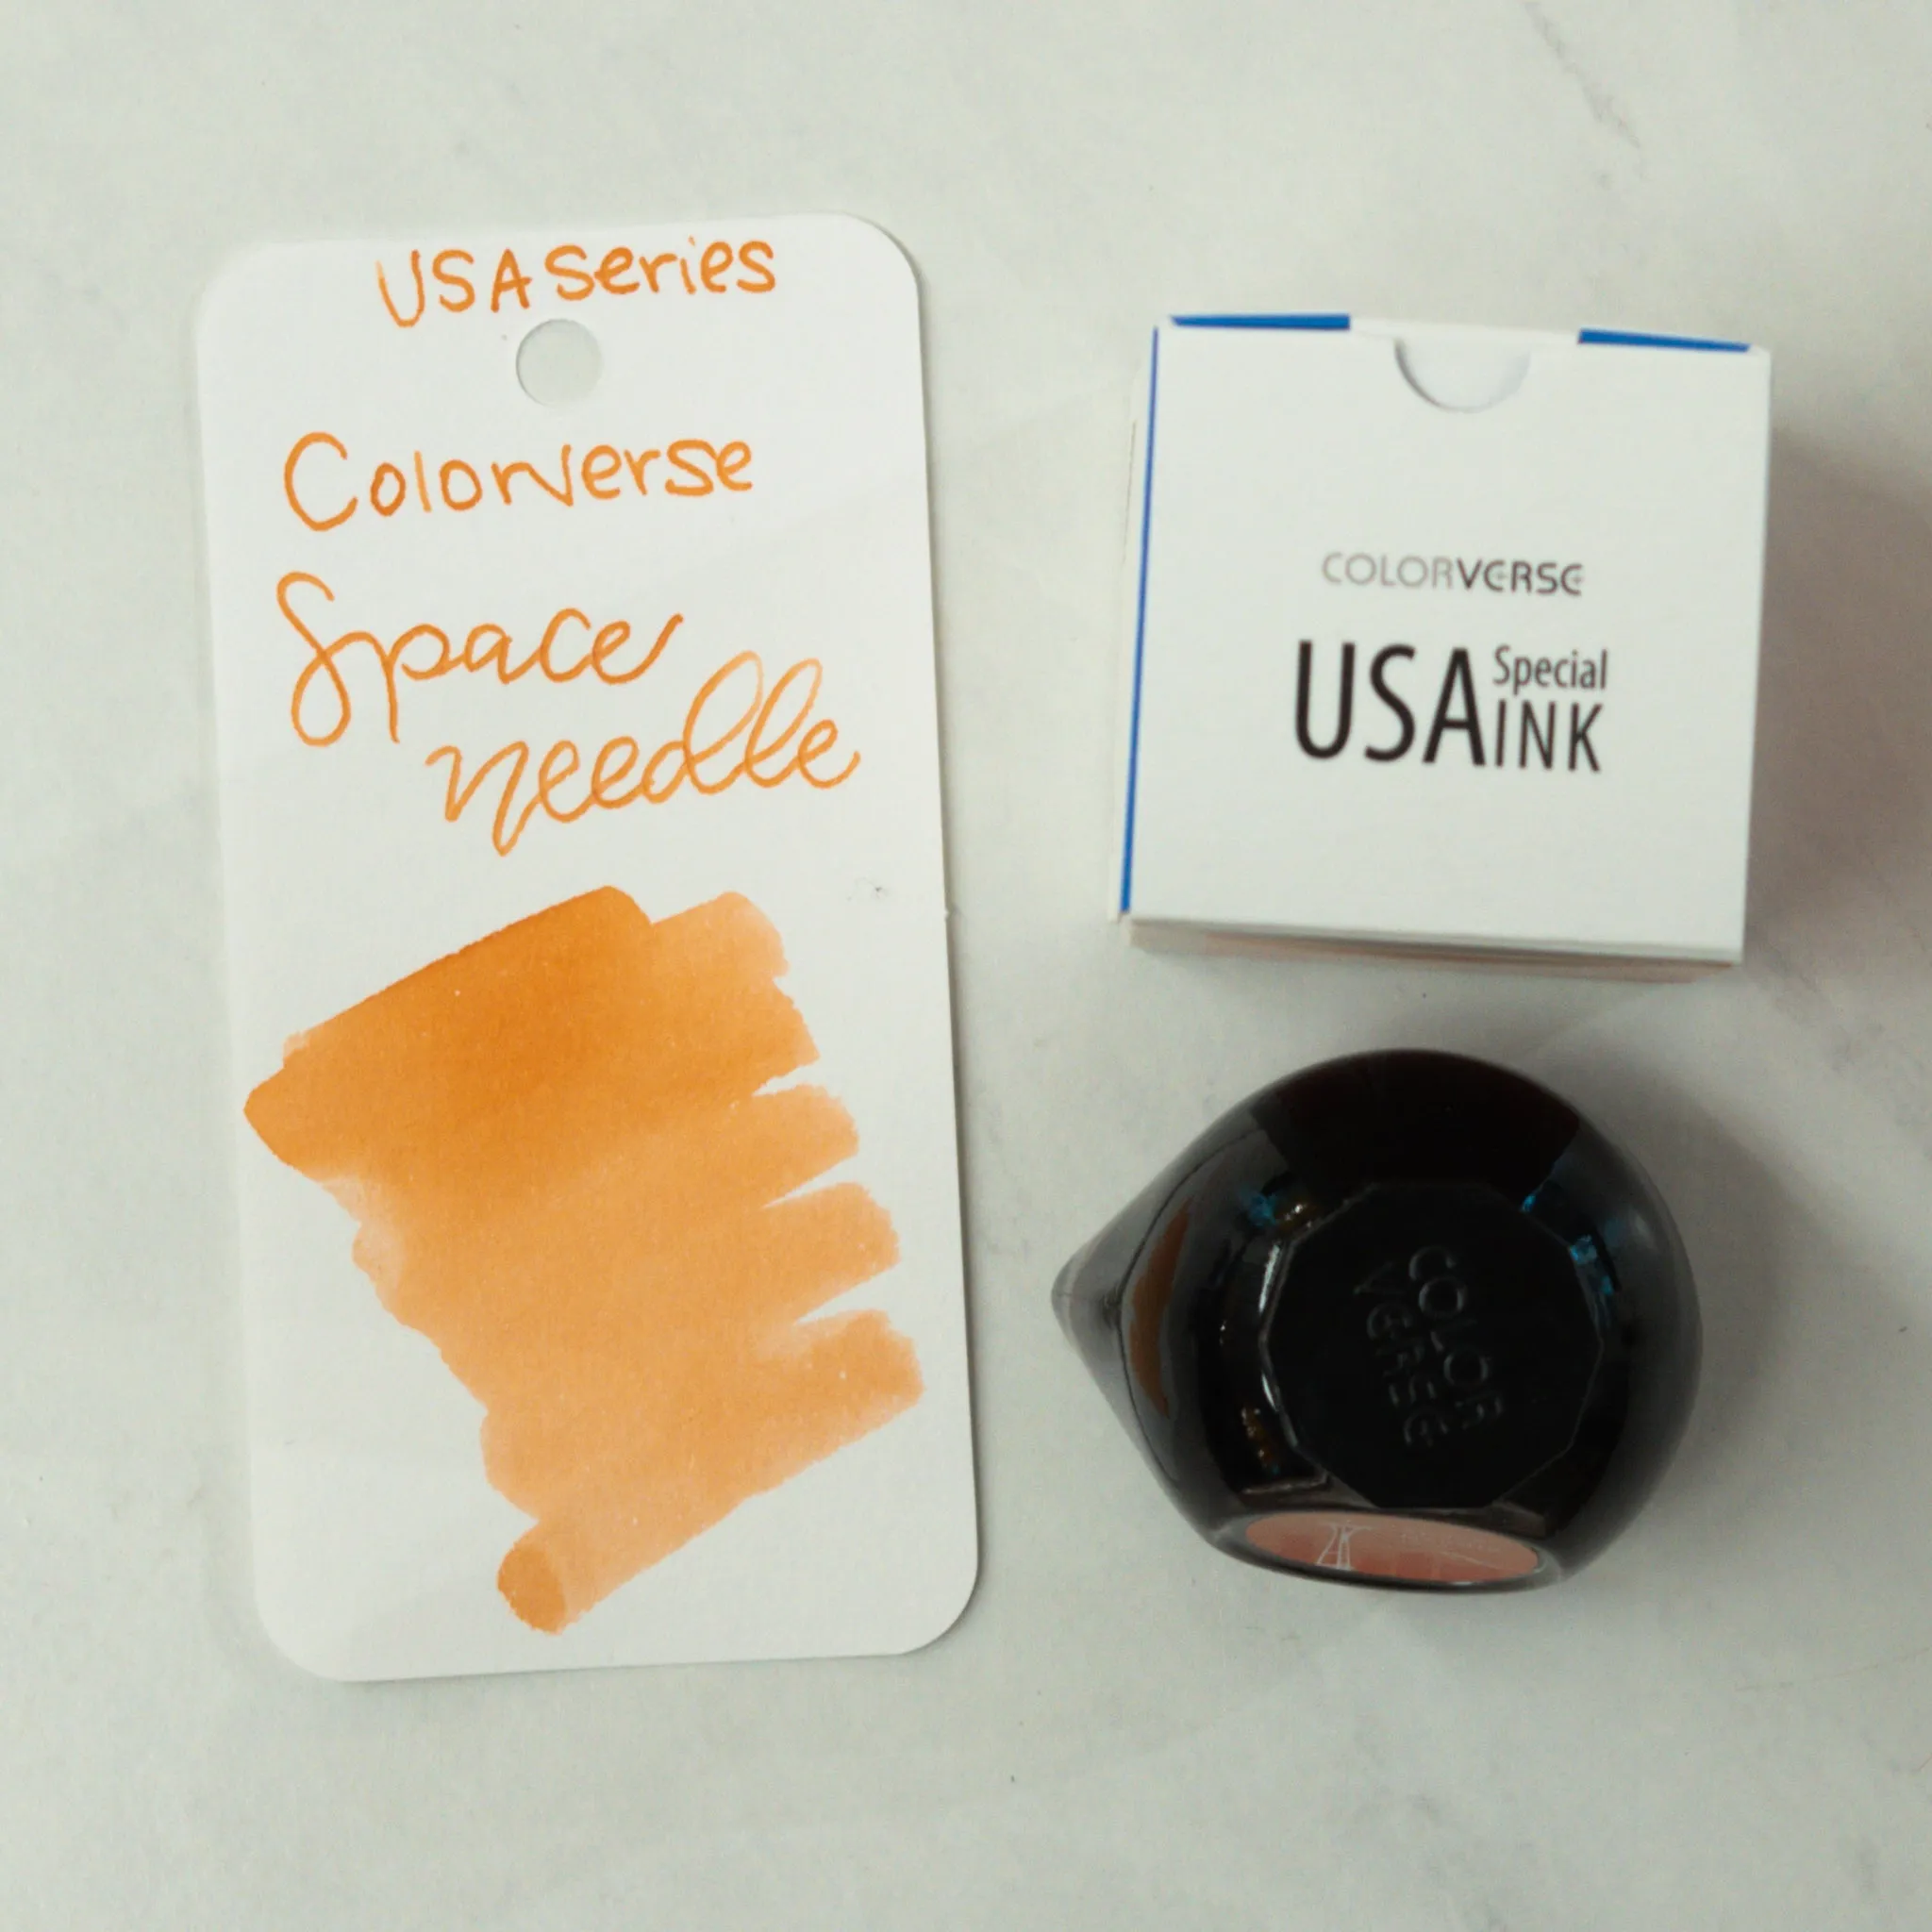 USA Series
Colorverse
Space
needle
COLORVERSE
USA Special
INK
COLOR
VERSE